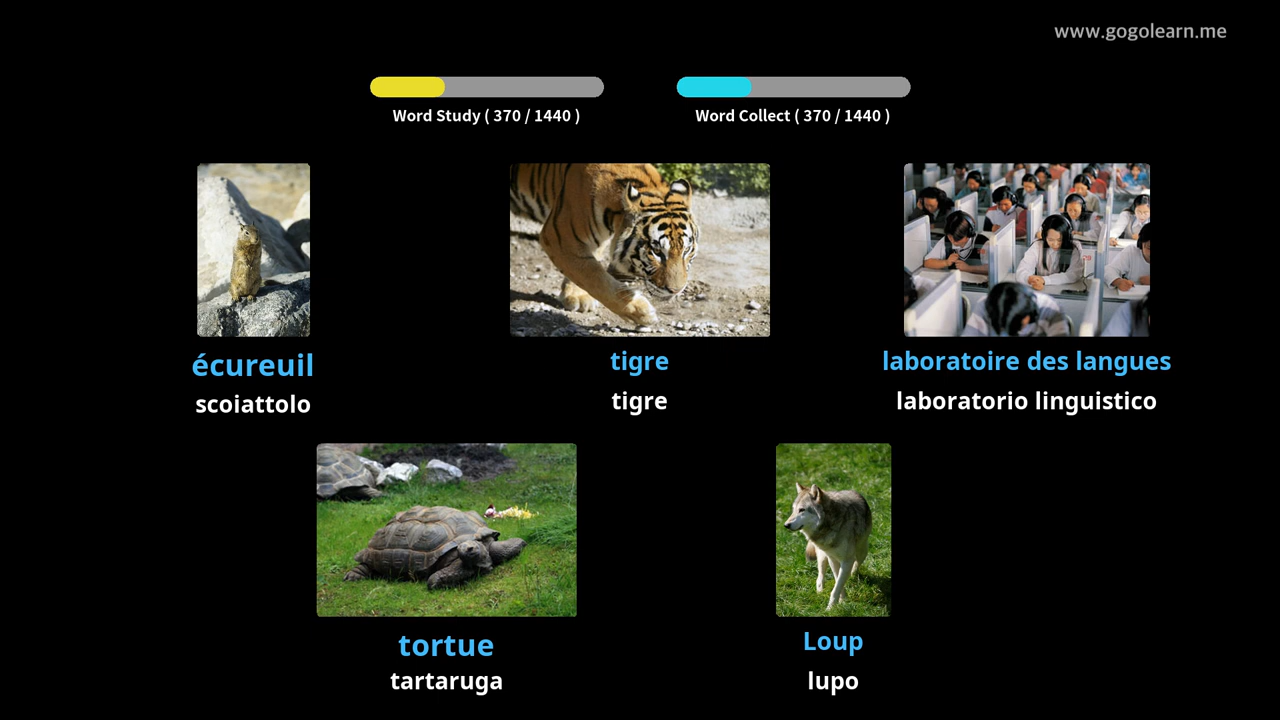 www.gogolearn.me
Word Study ( 370 / 1440 )
Word Collect ( 370 / 1440 )
écureuil
scoiattolo
tigre
tigre
laboratoire des langues
laboratorio linguistico
tortue
tartaruga
Loup
lupo